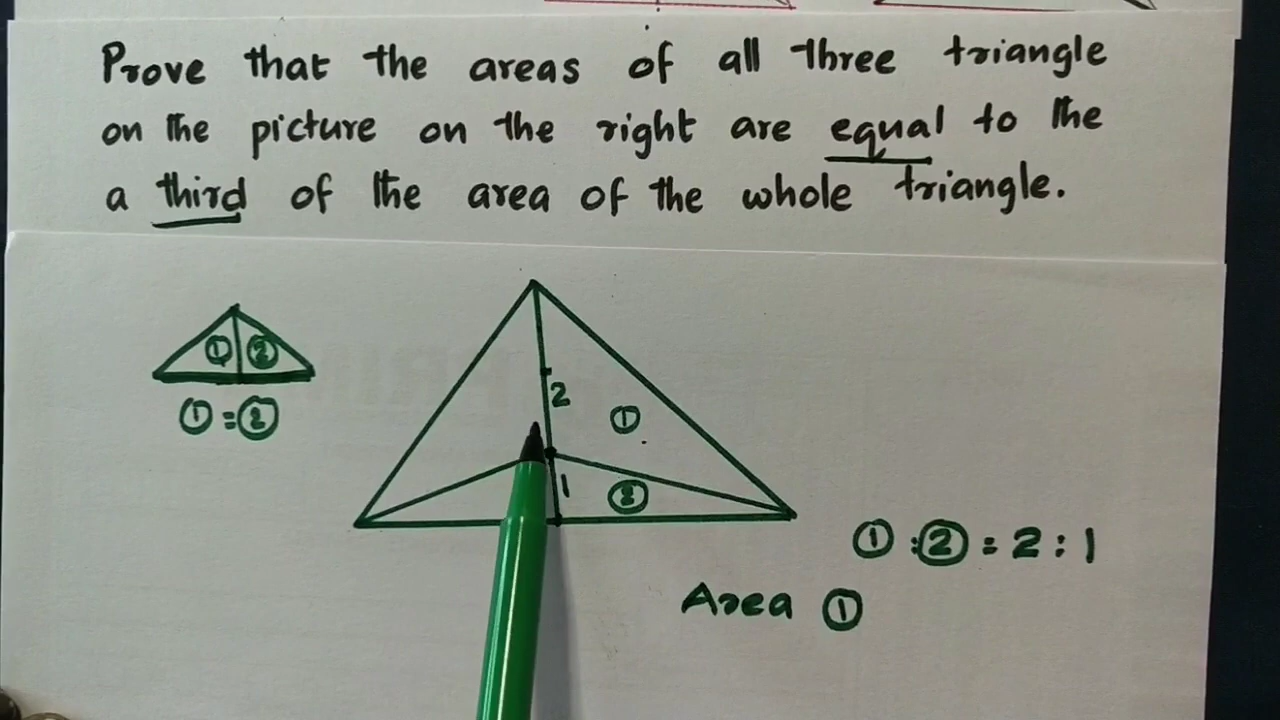 Prove that the areas of all three triangle
on the picture on the right are equal to the
a third of the area of the whole triangle.
① ②
① = ②
2
①
1
②
① : ② = 2 : 1
Area ①